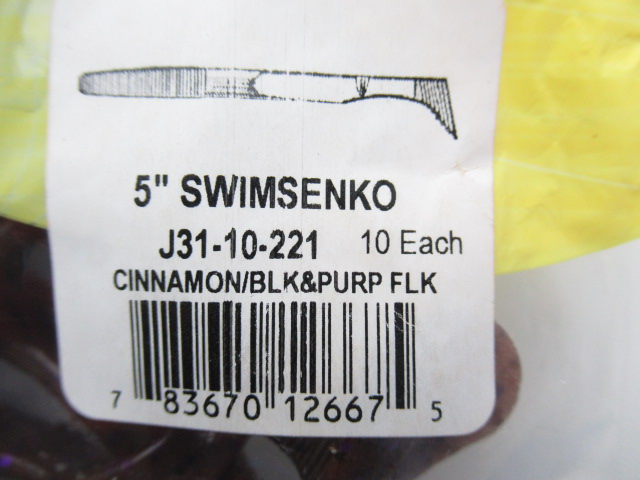 5" SWIMSENKO
J31-10-221 10 Each
CINNAMON/BLK&PURP FLK
7 83670 12667 5